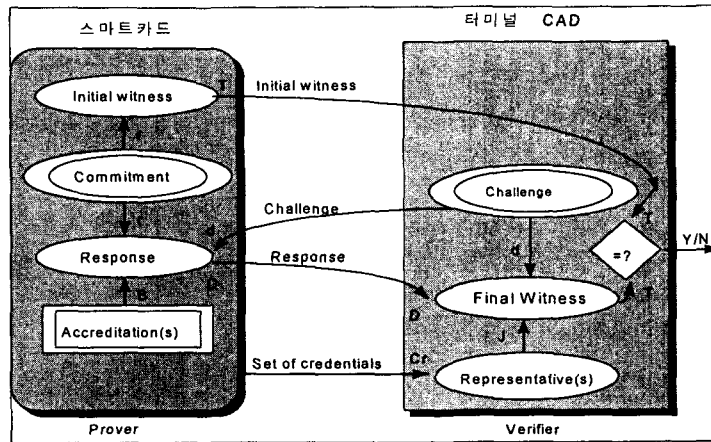 스마트카드
터미널 CAD
Initial witness
T
Initial witness
r
Commitment
Challenge
Challenge
r
d
T
Y/N
Response
Response
d
=?
D
Final Witness
T
B
D
Accreditation(s)
J
Set of credentials
Cr
Representative(s)
Prover
Verifier